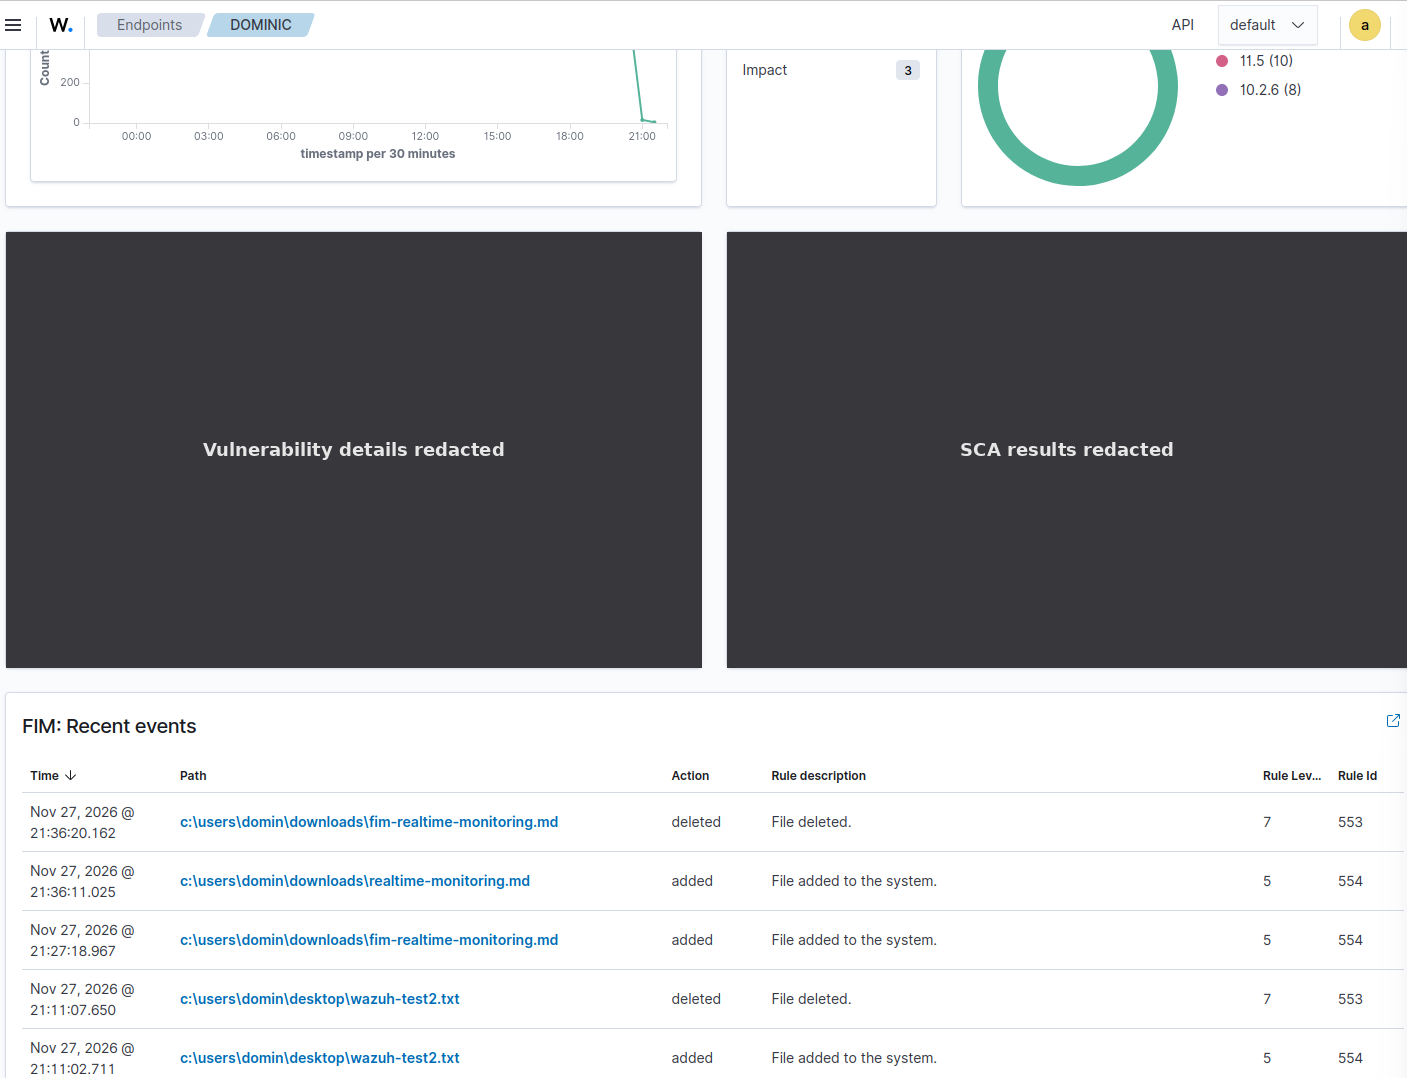 W.
Endpoints
DOMINIC
API
default
a
Count
200
0
00:00
03:00
06:00
09:00
12:00
15:00
18:00
21:00
timestamp per 30 minutes
Impact
3
11.5 (10)
10.2.6 (8)
Vulnerability details redacted
SCA results redacted
FIM: Recent events
Time Path Action Rule description Rule Lev... Rule Id
Nov 27, 2026 @
21:36:20.162
c:\users\domin\downloads\fim-realtime-monitoring.md deleted File deleted. 7 553
Nov 27, 2026 @
21:36:11.025
c:\users\domin\downloads\realtime-monitoring.md added File added to the system. 5 554
Nov 27, 2026 @
21:27:18.967
c:\users\domin\downloads\fim-realtime-monitoring.md added File added to the system. 5 554
Nov 27, 2026 @
21:11:07.650
c:\users\domin\desktop\wazuh-test2.txt deleted File deleted. 7 553
Nov 27, 2026 @
21:11:02.711
c:\users\domin\desktop\wazuh-test2.txt added File added to the system. 5 554